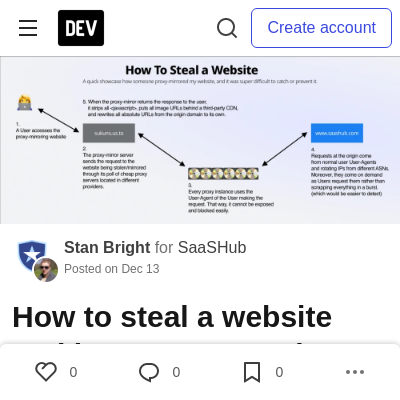 DEV
Create account
How To Steal a Website
A quick showcase how someone proxy-mirrored my website, and it was super difficult to catch or prevent it.
5. When the proxy-mirror returns the response to the user,
it strips all <javascript>, puts all image URLs behind a third-party CDN,
and rewrites all absolute URLs from the origin domain to its own.
1.
A User accesses the
proxy-mirroring website
sukuns.us.to
www.saashub.com
2.
The proxy-mirror server
sends the request to the
website being stolen/mirrored
through its poll of cheap proxy
servers located in different
providers.
3.
Every proxy instance uses the
User-Agent of the User making the
request. That way, it cannot be exposed
and blocked easily.
4.
Requests at the origin come
from normal user User-Agents
and rotating IPs from different ASNs.
Moreover, they come on demand
as Users request them rather than
scrapping everything in a burst
(which would be easier to detect)
Stan Bright for SaaSHub
Posted on Dec 13
How to steal a website
0
0
0